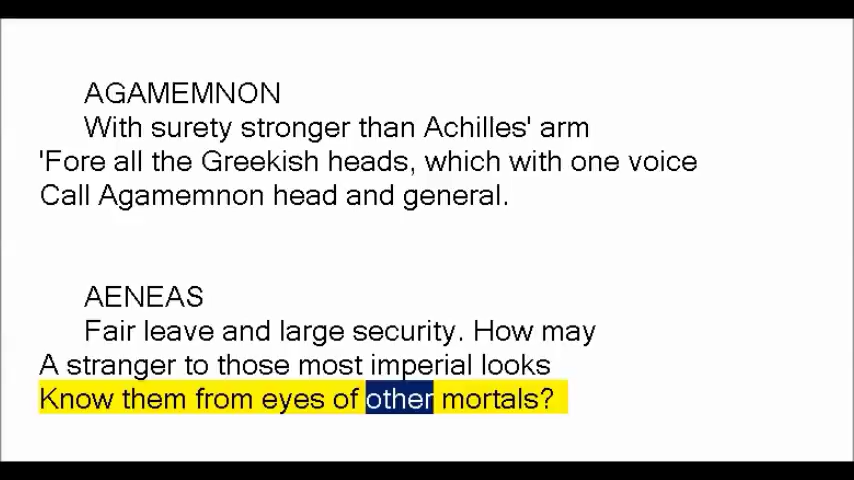 AGAMEMNON
With surety stronger than Achilles' arm
'Fore all the Greekish heads, which with one voice
Call Agamemnon head and general.
AENEAS
Fair leave and large security. How may
A stranger to those most imperial looks
Know them from eyes of other mortals?